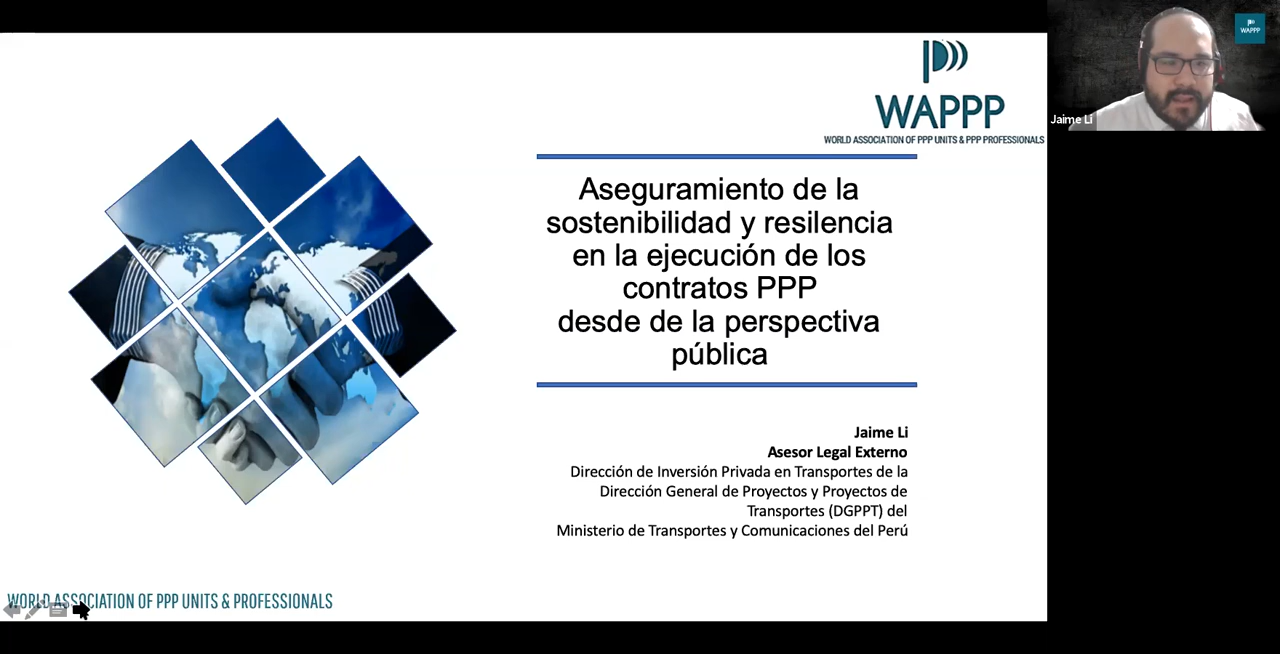 WAPPP
WORLD ASSOCIATION OF PPP UNITS & PPP PROFESSIONALS
Aseguramiento de la
sostenibilidad y resilencia
en la ejecución de los
contratos PPP
desde de la perspectiva
pública
Jaime Li
Asesor Legal Externo
Dirección de Inversión Privada en Transportes de la
Dirección General de Proyectos y Proyectos de
Transportes (DGPPT) del
Ministerio de Transportes y Comunicaciones del Perú
WORLD ASSOCIATION OF PPP UNITS & PROFESSIONALS
WAPPP
Jaime Li